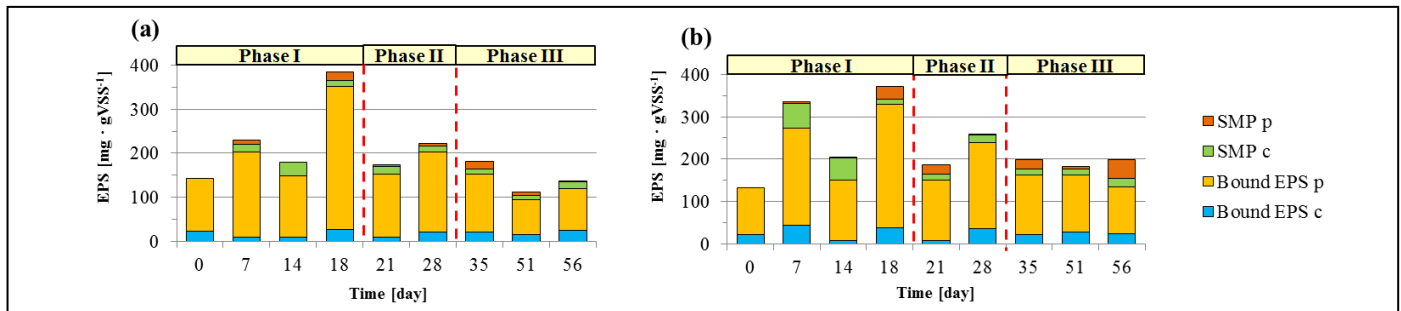 (a)
Phase I Phase II Phase III
400
300
200
100
0
EPS [mg · gVSS-1]
0 7 14 18 21 28 35 51 56
Time [day]
(b)
Phase I Phase II Phase III
400
300
200
100
0
EPS [mg · gVSS-1]
0 7 14 18 21 28 35 51 56
Time [day]
SMP p
SMP c
Bound EPS p
Bound EPS c